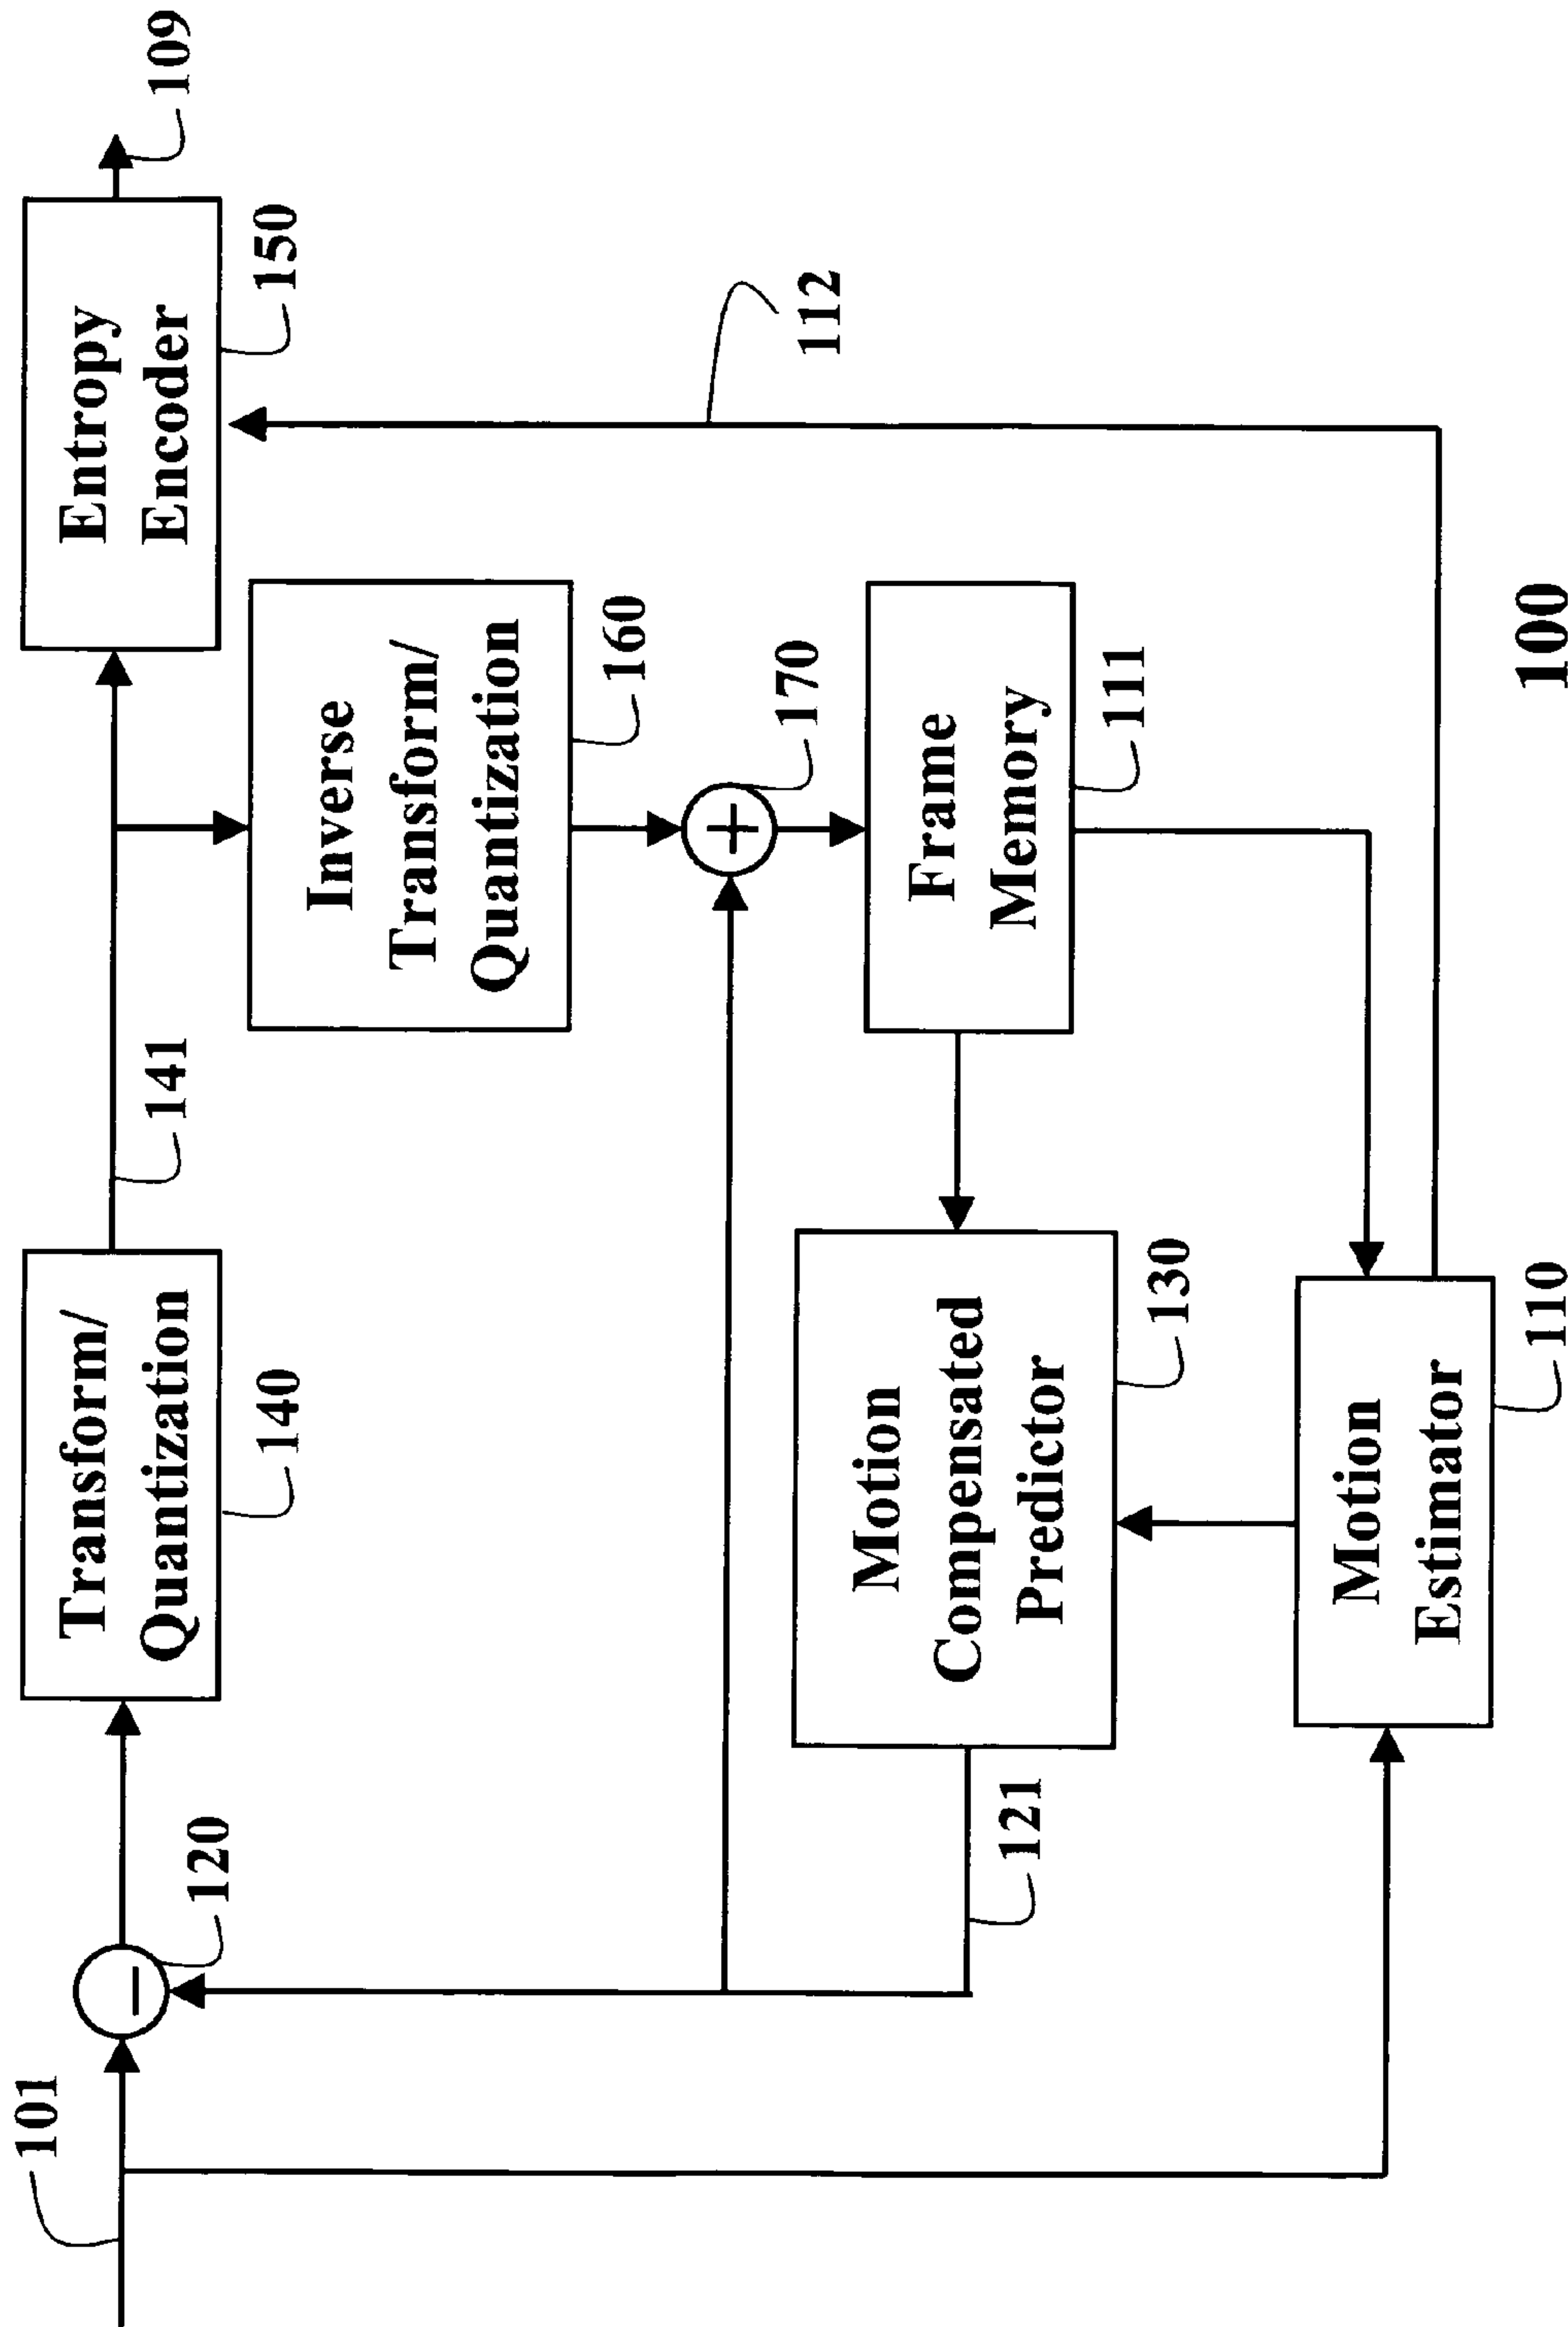 101
120
Transform/
Quantization
140
141
Entropy
Encoder
150
109
Inverse
Transform/
Quantization
160
170
112
Motion
Compensated
Predictor
130
121
Frame
Memory
111
Motion
Estimator
110
100